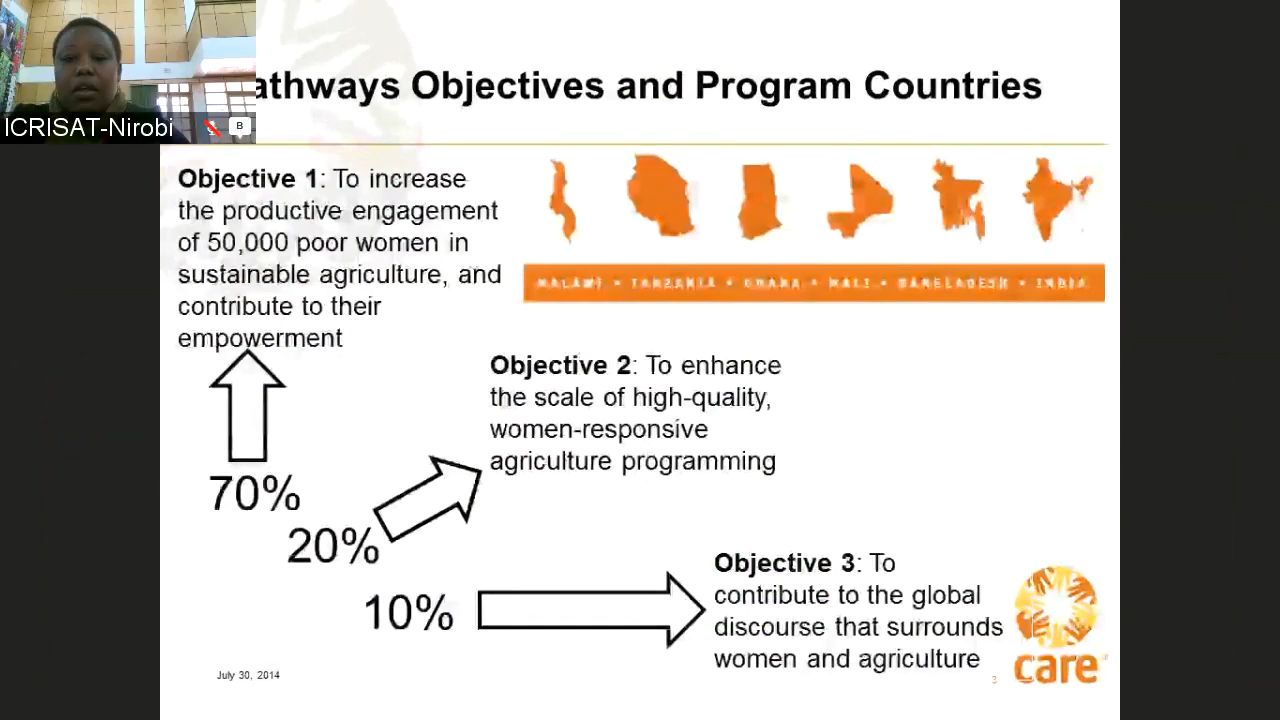 athways Objectives and Program Countries
ICRISAT-Nirobi
B
Objective 1: To increase
the productive engagement
of 50,000 poor women in
sustainable agriculture, and
contribute to their
empowerment
MALAWI • TANZANIA • GHANA • MALI • BANGLADESH • INDIA
Objective 2: To enhance
the scale of high-quality,
women-responsive
agriculture programming
70%
20%
10%
Objective 3: To
contribute to the global
discourse that surrounds
women and agriculture
care
July 30, 2014
3